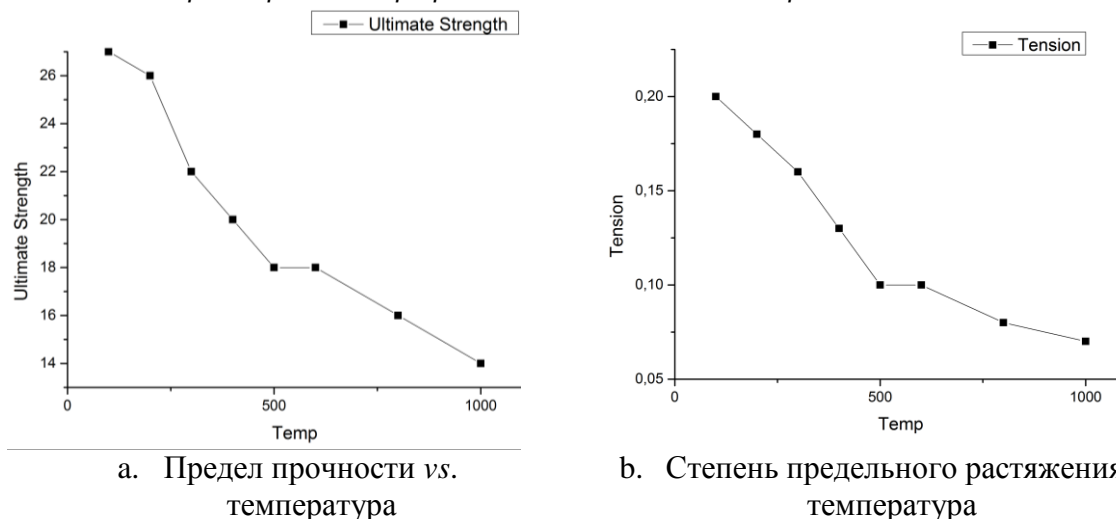 Ultimate Strength
26
24
22
20
18
16
14
Ultimate Strength
0
500
1000
Temp
a. Предел прочности vs.
температура
Tension
0,20
0,15
0,10
0,05
Tension
0
500
1000
Temp
b. Степень предельного растяжения
температура